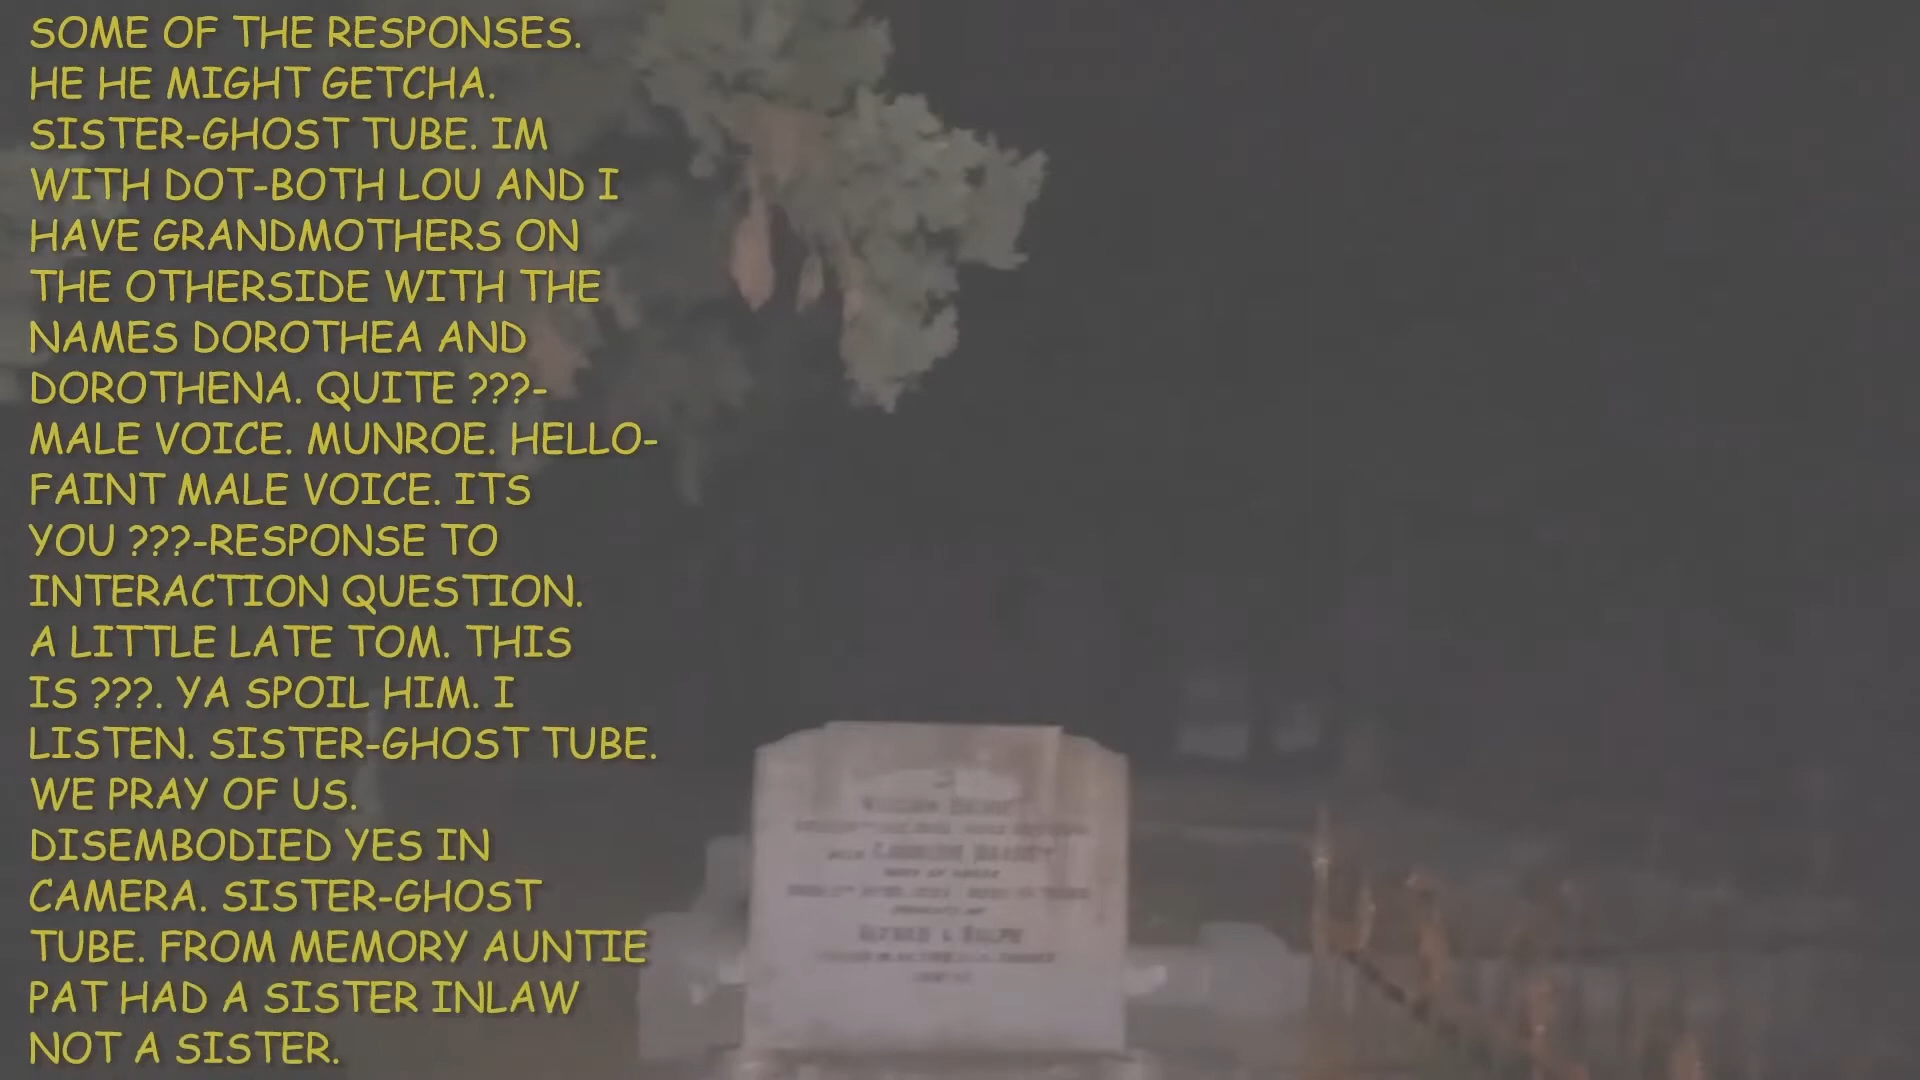 SOME OF THE RESPONSES.
HE HE MIGHT GETCHA.
SISTER-GHOST TUBE. IM
WITH DOT-BOTH LOU AND I
HAVE GRANDMOTHERS ON
THE OTHERSIDE WITH THE
NAMES DOROTHEA AND
DOROTHENA. QUITE ???-
MALE VOICE. MUNROE. HELLO-
FAINT MALE VOICE. ITS
YOU ???-RESPONSE TO
INTERACTION QUESTION.
A LITTLE LATE TOM. THIS
IS ???. YA SPOIL HIM. I
LISTEN. SISTER-GHOST TUBE.
WE PRAY OF US.
DISEMBODIED YES IN
CAMERA. SISTER-GHOST
TUBE. FROM MEMORY AUNTIE
PAT HAD A SISTER INLAW
NOT A SISTER.